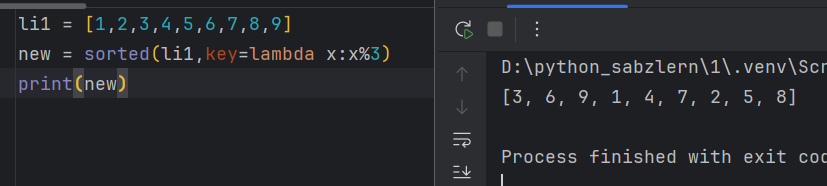 li1 = [1,2,3,4,5,6,7,8,9]
new = sorted(li1,key=lambda x:x%3)
print(new)
D:\python_sabzlern\1\.venv\Scr
[3, 6, 9, 1, 4, 7, 2, 5, 8]
Process finished with exit cod